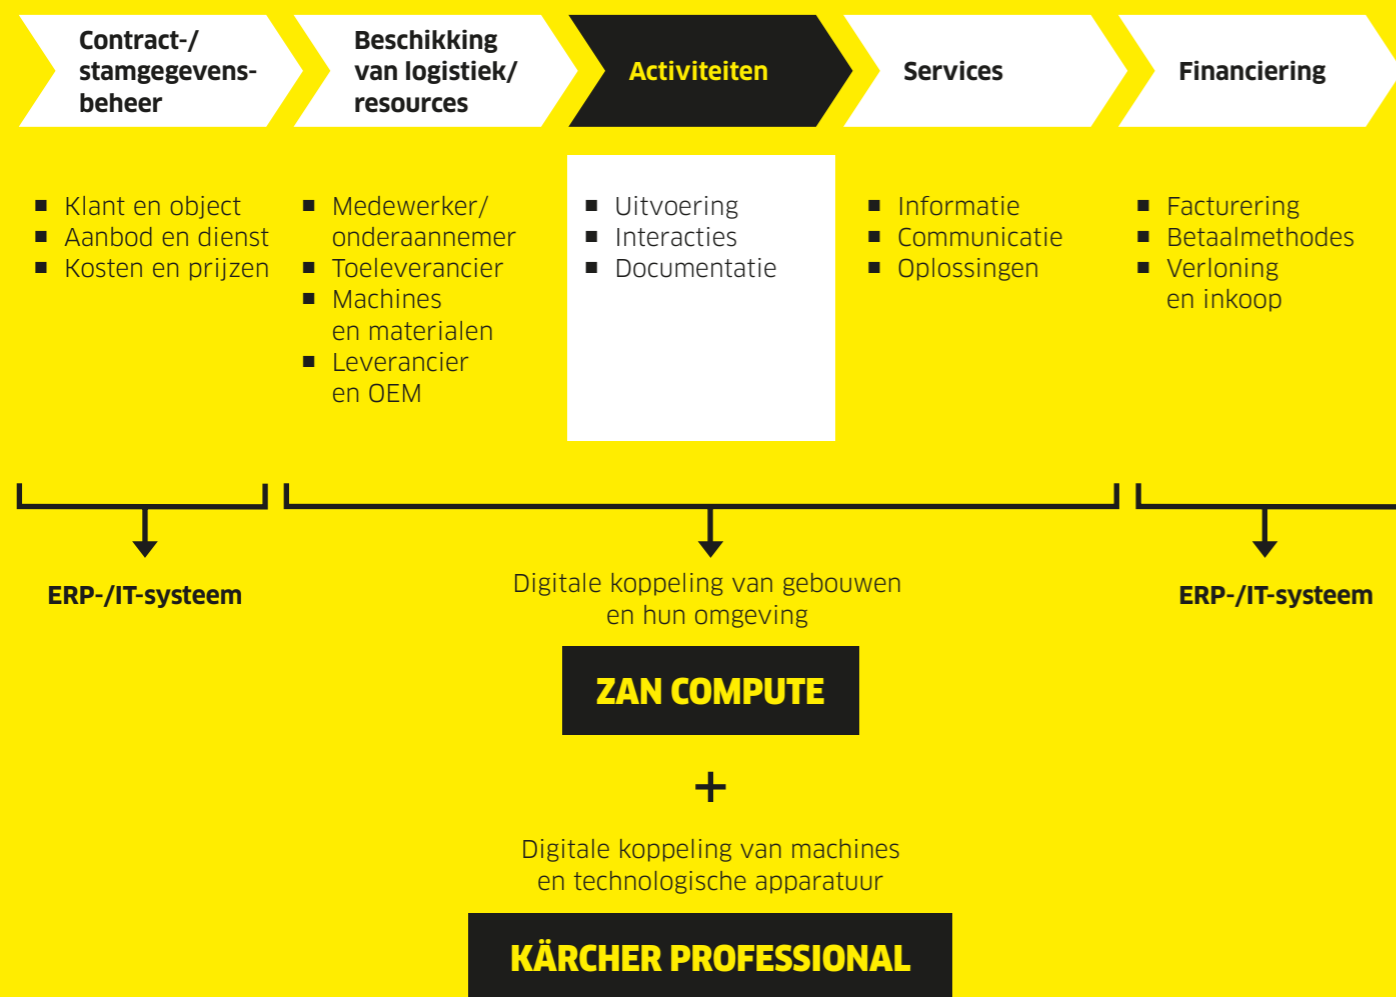 Contract-/
stamgegevens-
beheer
Beschikking
van logistiek/
resources
Activiteiten
Services
Financiering
■ Klant en object
■ Aanbod en dienst
■ Kosten en prijzen
■ Medewerker/
onderaannemer
■ Toeleverancier
■ Machines
en materialen
■ Leverancier
en OEM
■ Uitvoering
■ Interacties
■ Documentatie
■ Informatie
■ Communicatie
■ Oplossingen
■ Facturering
■ Betaalmethodes
■ Verloning
en inkoop
ERP-/IT-systeem
Digitale koppeling van gebouwen
en hun omgeving
ERP-/IT-systeem
ZAN COMPUTE
+
Digitale koppeling van machines
en technologische apparatuur
KÄRCHER PROFESSIONAL